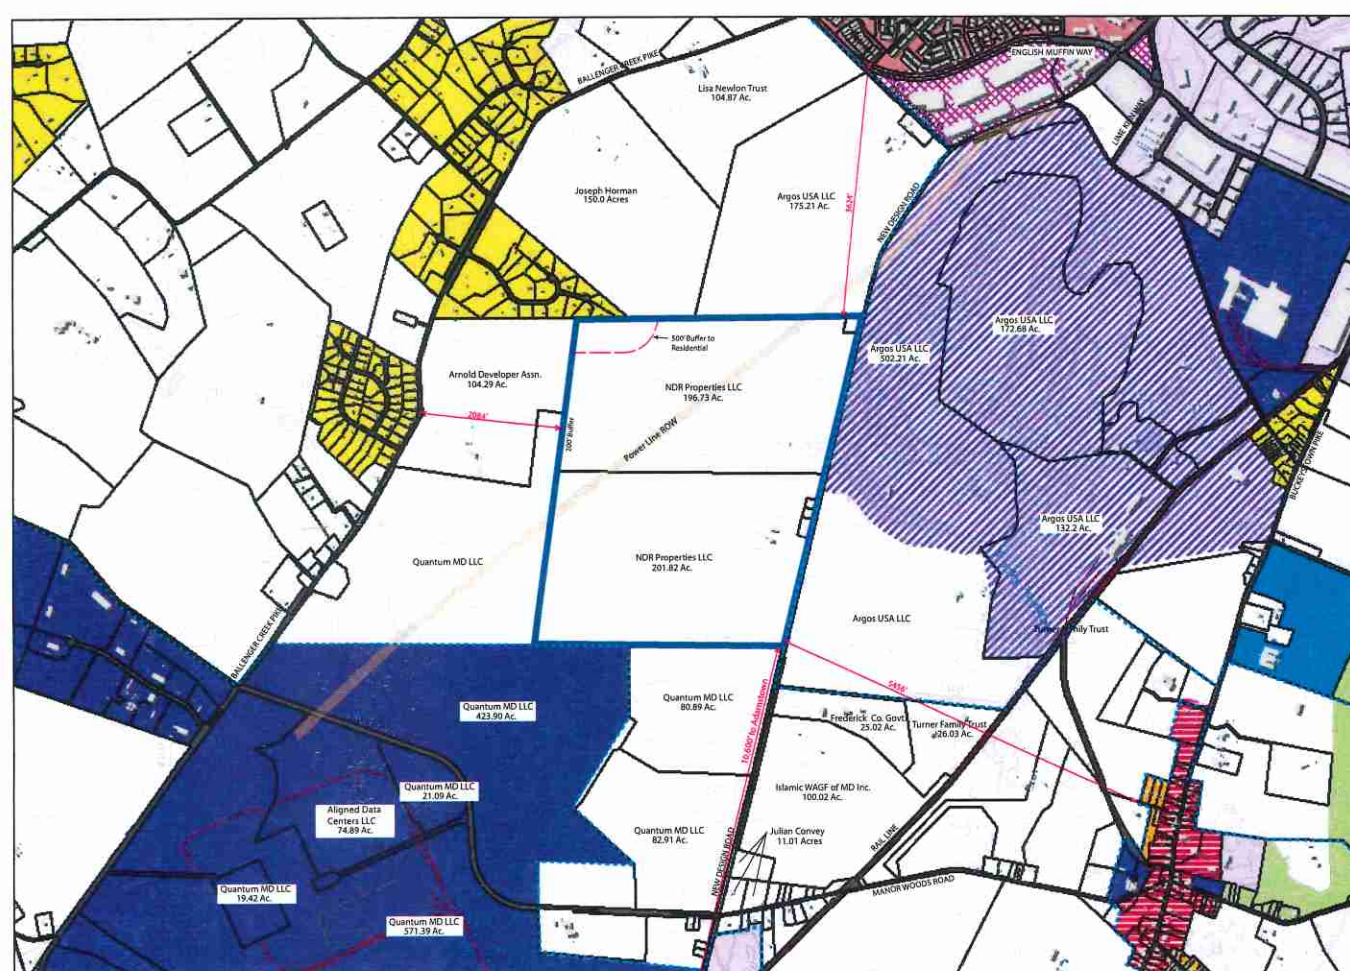 ENGLISH MUFFIN WAY
BALLENGER CREEK PIKE
Lisa Newlon Trust
104.87 Ac.
LIME KILN WAY
Joseph Horman
150.0 Acres
Argos USA LLC
175.21 Ac.
3624'
NEW DESIGN ROAD
Argos USA LLC
172.68 Ac.
500' Buffer to
Residential
Argos USA LLC
502.21 Ac.
Arnold Developer Assn.
104.29 Ac.
NDR Properties LLC
196.73 Ac.
2084'
200' Buffer
Power Line ROW
BUCKEYSTOWN PIKE
Argos USA LLC
132.2 Ac.
Quantum MD LLC
NDR Properties LLC
201.82 Ac.
Argos USA LLC
Turner Family Trust
BALLENGER CREEK PIKE
5456'
Quantum MD LLC
423.90 Ac.
Quantum MD LLC
80.89 Ac.
10,600' to Adamstown
Frederick Co. Govt.
25.02 Ac.
Turner Family Trust
26.03 Ac.
Quantum MD LLC
21.09 Ac.
Islamic WAGF of MD Inc.
100.02 Ac.
Aligned Data
Centers LLC
74.89 Ac.
Quantum MD LLC
82.91 Ac.
Julian Convey
11.01 Acres
RAIL LINE
NEW DESIGN ROAD
MANOR WOODS ROAD
Quantum MD LLC
19.42 Ac.
Quantum MD LLC
571.39 Ac.